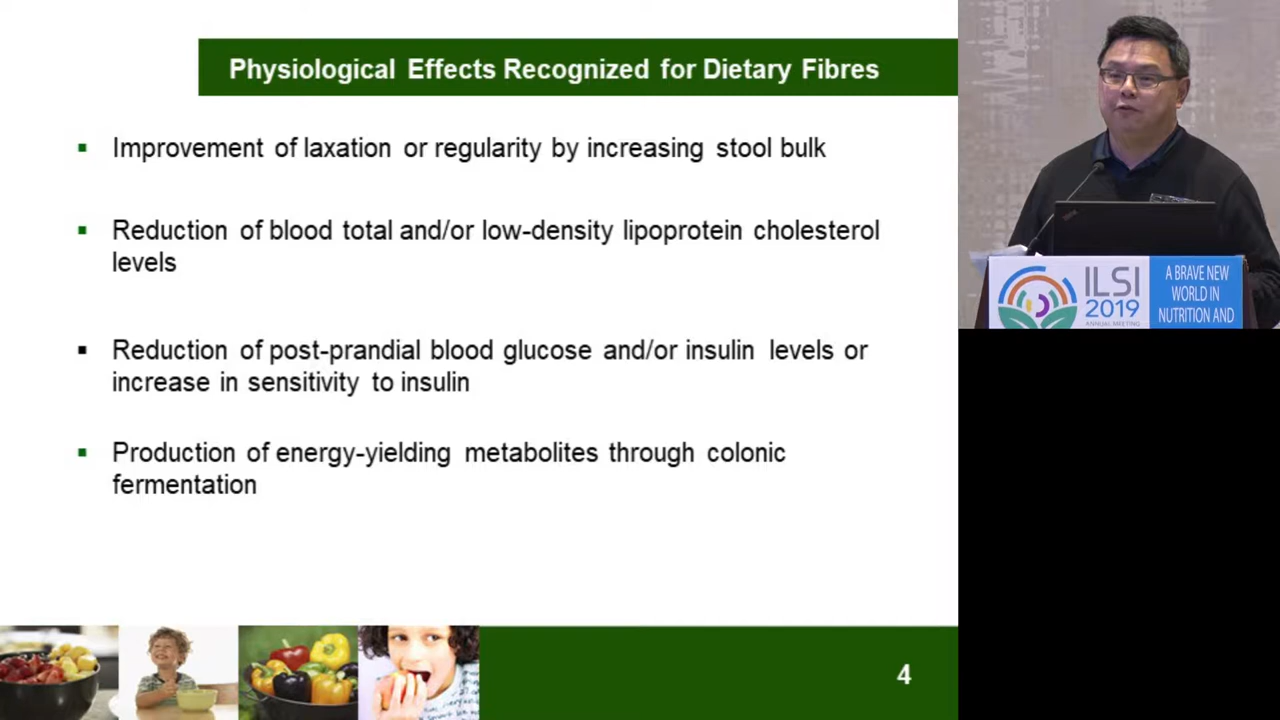 Physiological Effects Recognized for Dietary Fibres
Improvement of laxation or regularity by increasing stool bulk
Reduction of blood total and/or low-density lipoprotein cholesterol
levels
Reduction of post-prandial blood glucose and/or insulin levels or
increase in sensitivity to insulin
Production of energy-yielding metabolites through colonic
fermentation
4
ILSI
2019
ANNUAL MEETING
A BRAVE NEW
WORLD IN
NUTRITION AND